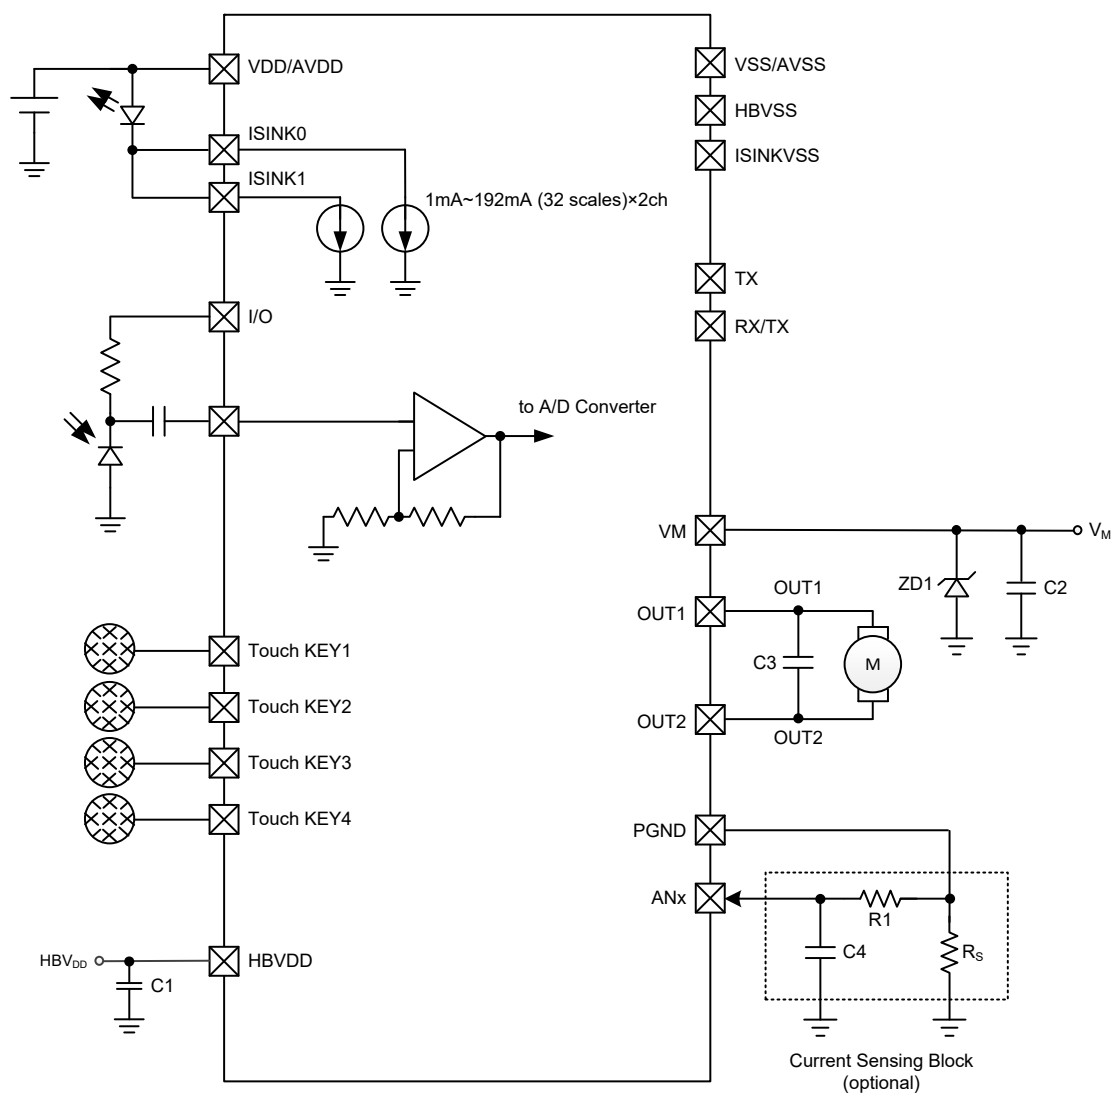 VDD/AVDD
ISINK0
ISINK1
1mA~192mA (32 scales)×2ch
I/O
to A/D Converter
Touch KEY1
Touch KEY2
Touch KEY3
Touch KEY4
HBVDD
HBVDD
C1
VSS/AVSS
HBVSS
ISINKVSS
TX
RX/TX
VM
VM
ZD1
C2
OUT1
OUT1
C3
M
OUT2
OUT2
PGND
ANx
R1
C4
RS
Current Sensing Block
(optional)